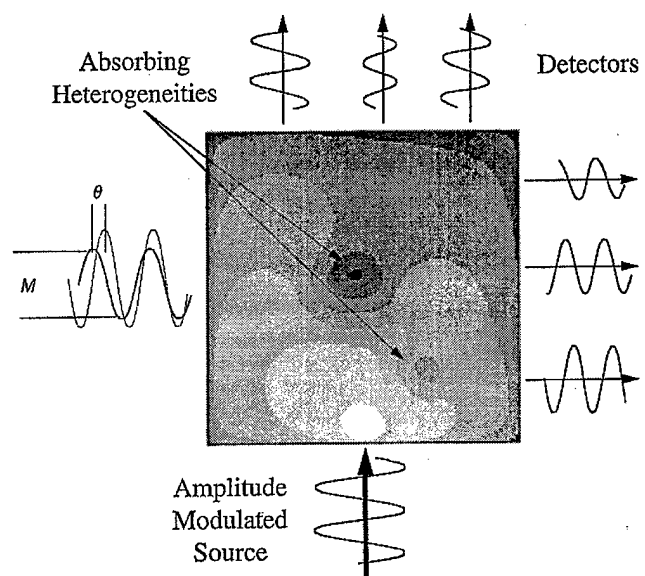 Absorbing
Heterogeneities
Detectors
θ
M
Amplitude
Modulated
Source